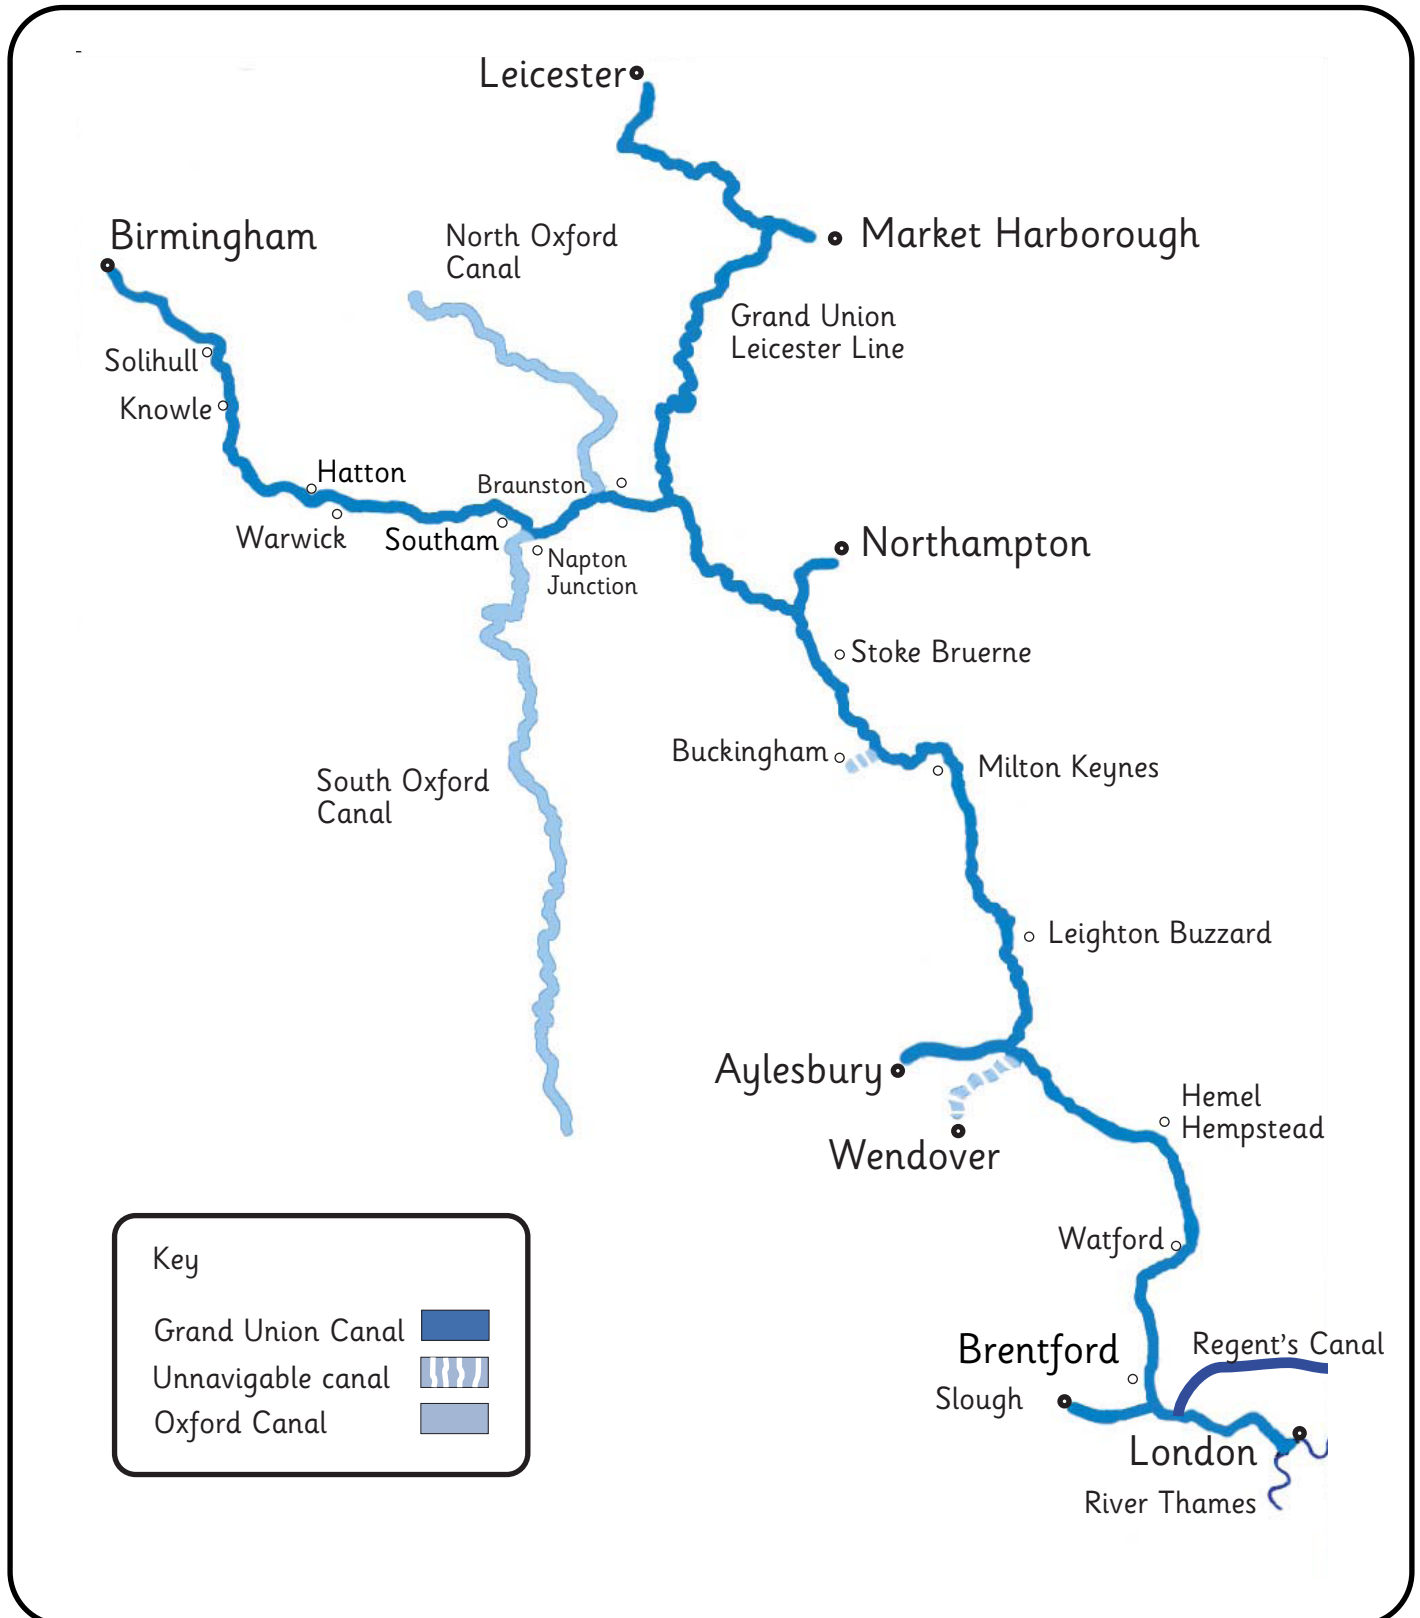 Leicester
Birmingham
North Oxford
Canal
Market Harborough
Grand Union
Leicester Line
Solihull
Knowle
Hatton
Braunston
Warwick
Southam
Napton
Junction
Northampton
Stoke Bruerne
Buckingham
Milton Keynes
South Oxford
Canal
Leighton Buzzard
Aylesbury
Hemel
Hempstead
Wendover
Watford
Key
Grand Union Canal
Unnavigable canal
Oxford Canal
Brentford
Regent's Canal
Slough
London
River Thames